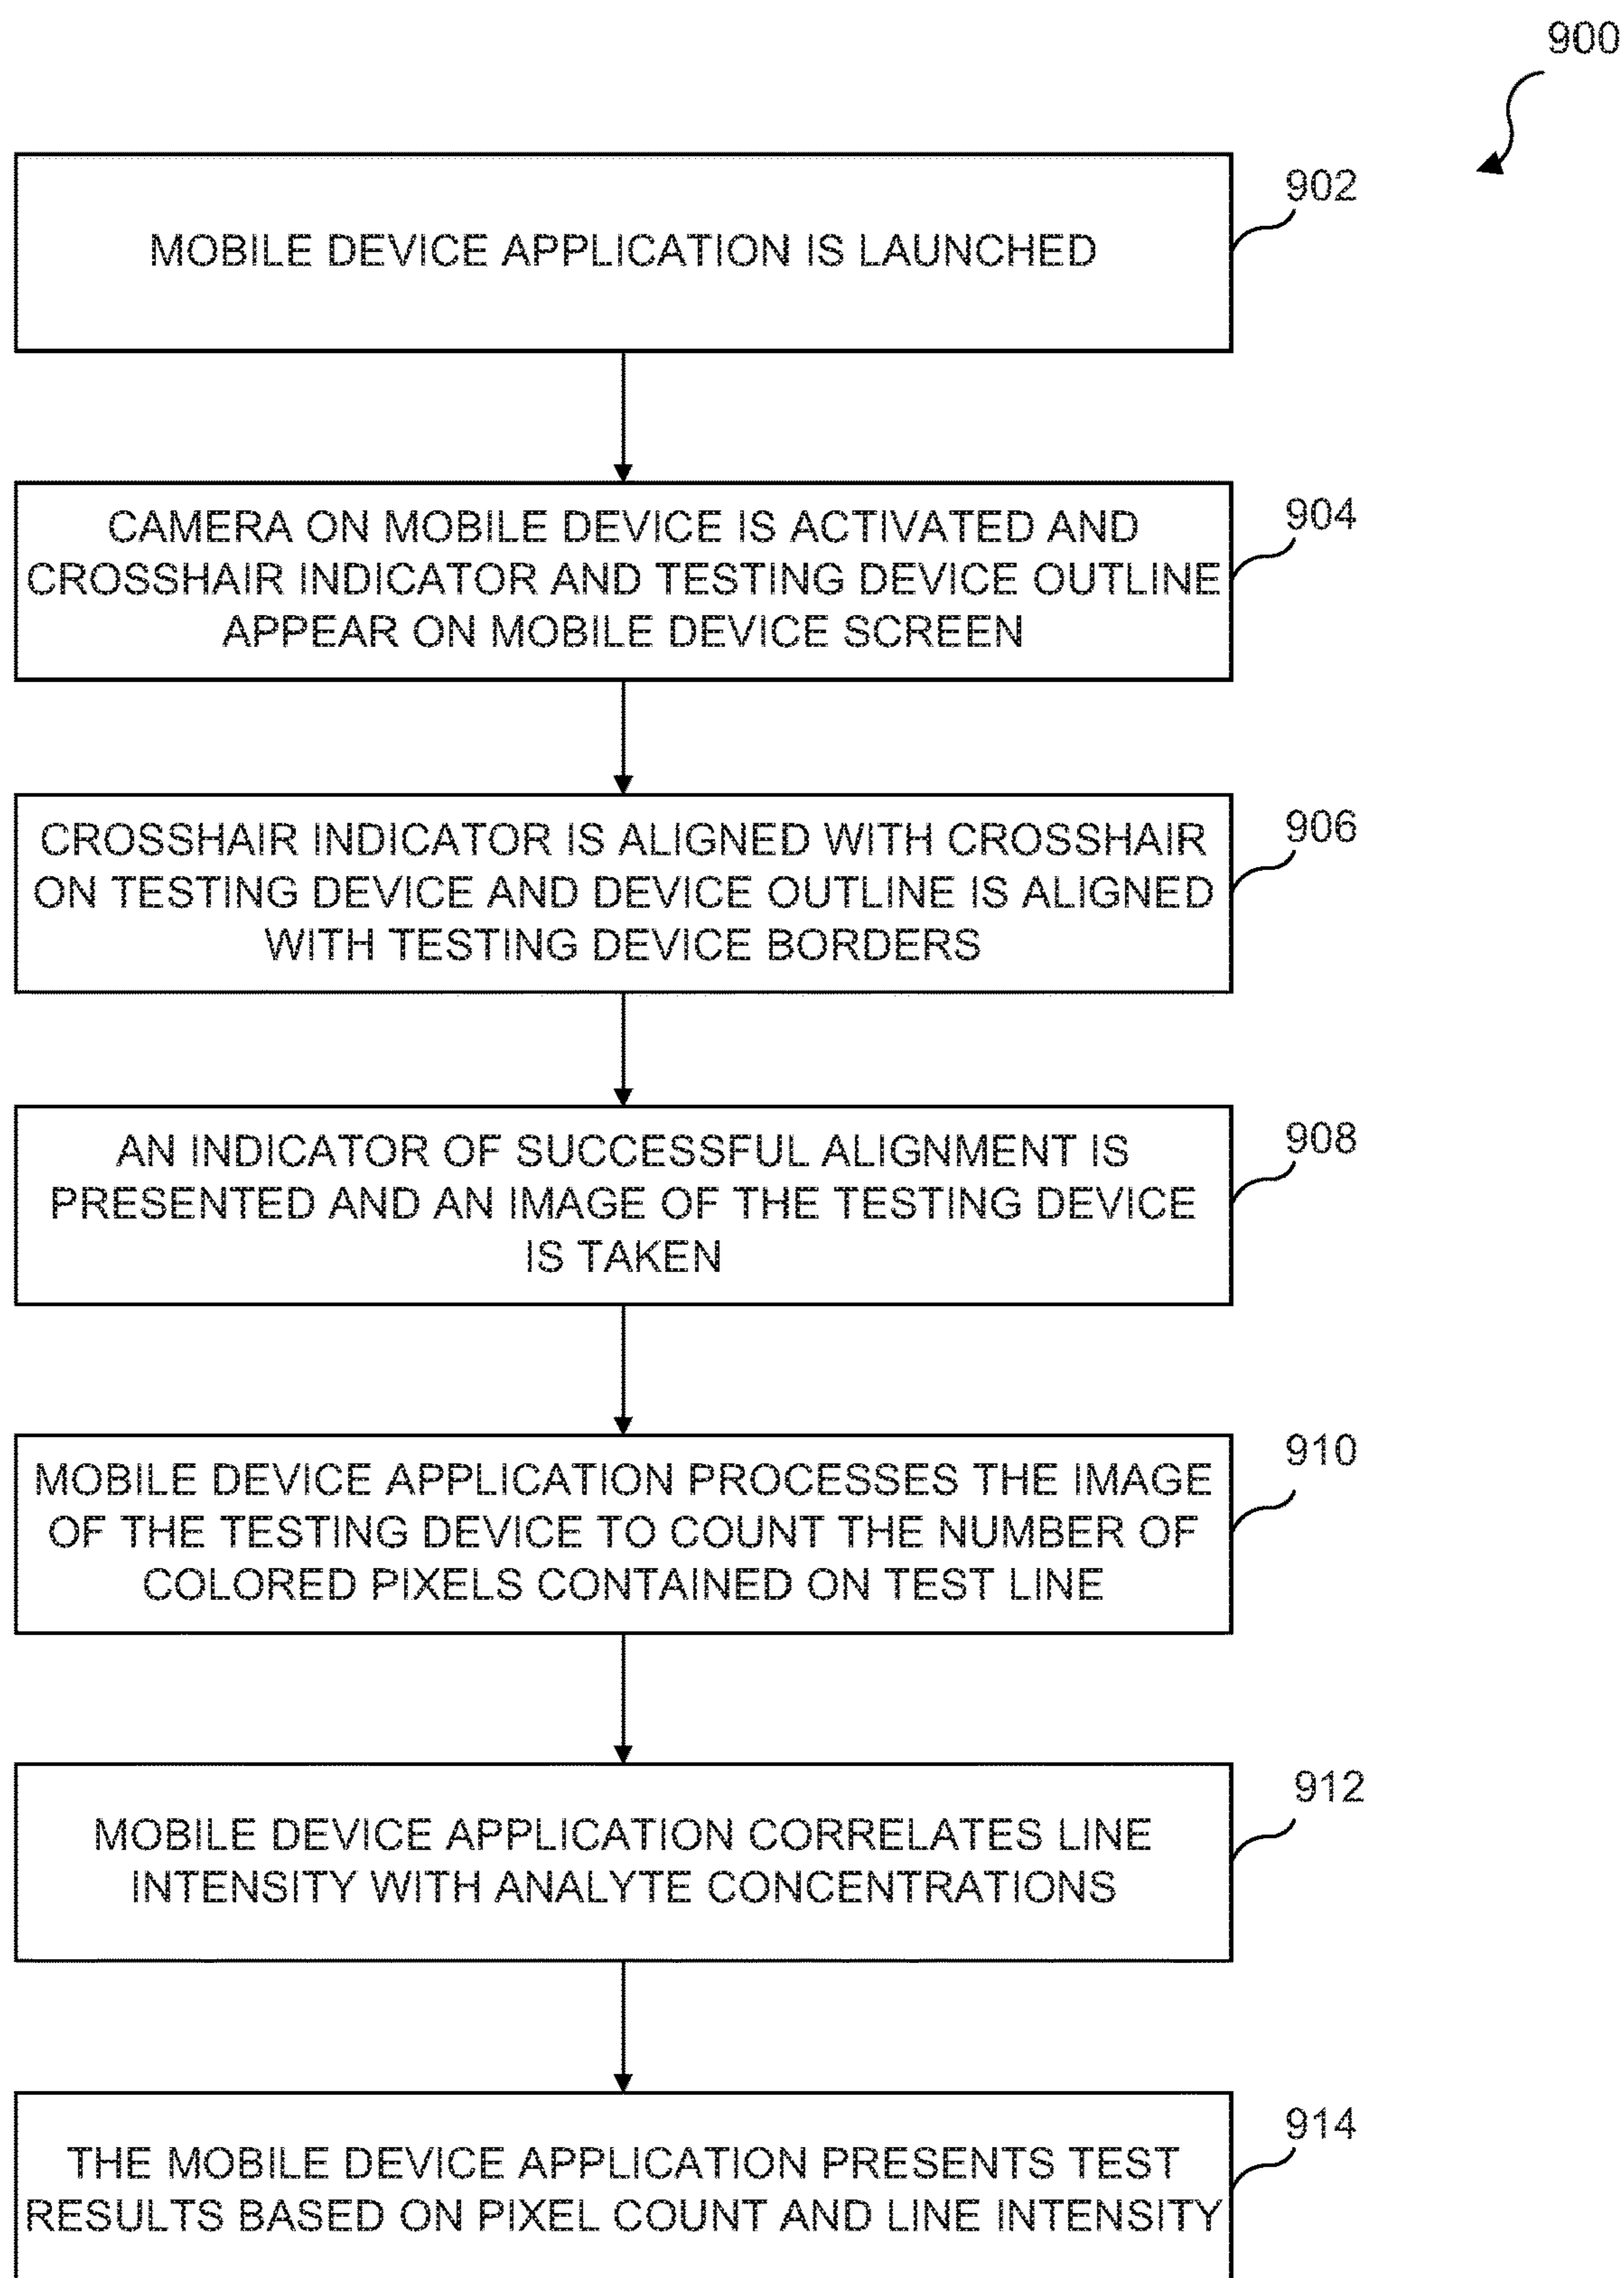 900
902
MOBILE DEVICE APPLICATION IS LAUNCHED
904
CAMERA ON MOBILE DEVICE IS ACTIVATED AND
CROSSHAIR INDICATOR AND TESTING DEVICE OUTLINE
APPEAR ON MOBILE DEVICE SCREEN
906
CROSSHAIR INDICATOR IS ALIGNED WITH CROSSHAIR
ON TESTING DEVICE AND DEVICE OUTLINE IS ALIGNED
WITH TESTING DEVICE BORDERS
908
AN INDICATOR OF SUCCESSFUL ALIGNMENT IS
PRESENTED AND AN IMAGE OF THE TESTING DEVICE
IS TAKEN
910
MOBILE DEVICE APPLICATION PROCESSES THE IMAGE
OF THE TESTING DEVICE TO COUNT THE NUMBER OF
COLORED PIXELS CONTAINED ON TEST LINE
912
MOBILE DEVICE APPLICATION CORRELATES LINE
INTENSITY WITH ANALYTE CONCENTRATIONS
914
THE MOBILE DEVICE APPLICATION PRESENTS TEST
RESULTS BASED ON PIXEL COUNT AND LINE INTENSITY